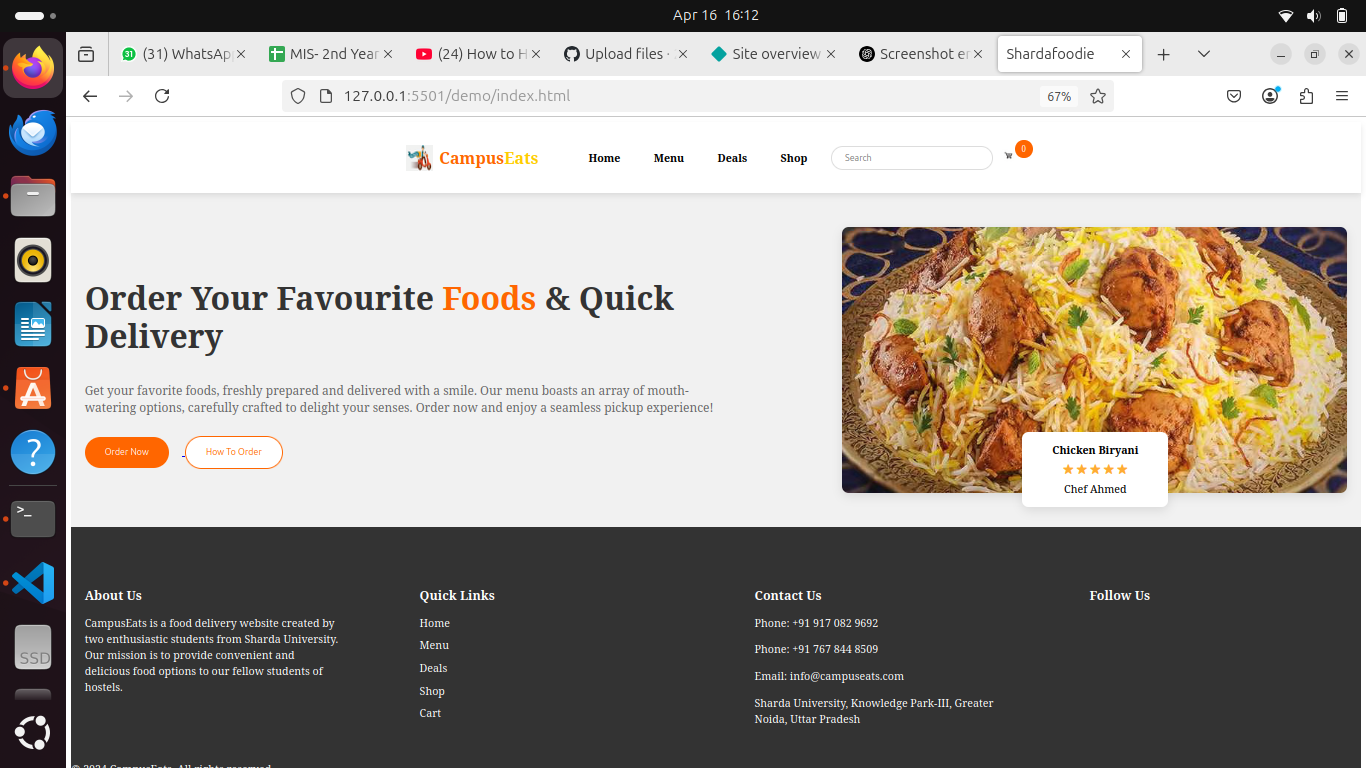 Apr 16 16:12
(31) WhatsAp
MIS- 2nd Year
(24) How to H
Upload files ·
Site overview
Screenshot er
Shardafoodie
127.0.0.1:5501/demo/index.html
67%
CampusEats
Home
Menu
Deals
Shop
Search
0
Order Your Favourite Foods & Quick
Delivery
Get your favorite foods, freshly prepared and delivered with a smile. Our menu boasts an array of mouth-
watering options, carefully crafted to delight your senses. Order now and enjoy a seamless pickup experience!
Order Now
How To Order
Chicken Biryani
Chef Ahmed
About Us
CampusEats is a food delivery website created by
two enthusiastic students from Sharda University.
Our mission is to provide convenient and
delicious food options to our fellow students of
hostels.
Quick Links
Home
Menu
Deals
Shop
Cart
Contact Us
Phone: +91 917 082 9692
Phone: +91 767 844 8509
Email: info@campuseats.com
Sharda University, Knowledge Park-III, Greater
Noida, Uttar Pradesh
Follow Us
© 2024 CampusEats. All rights reserved.
SSD